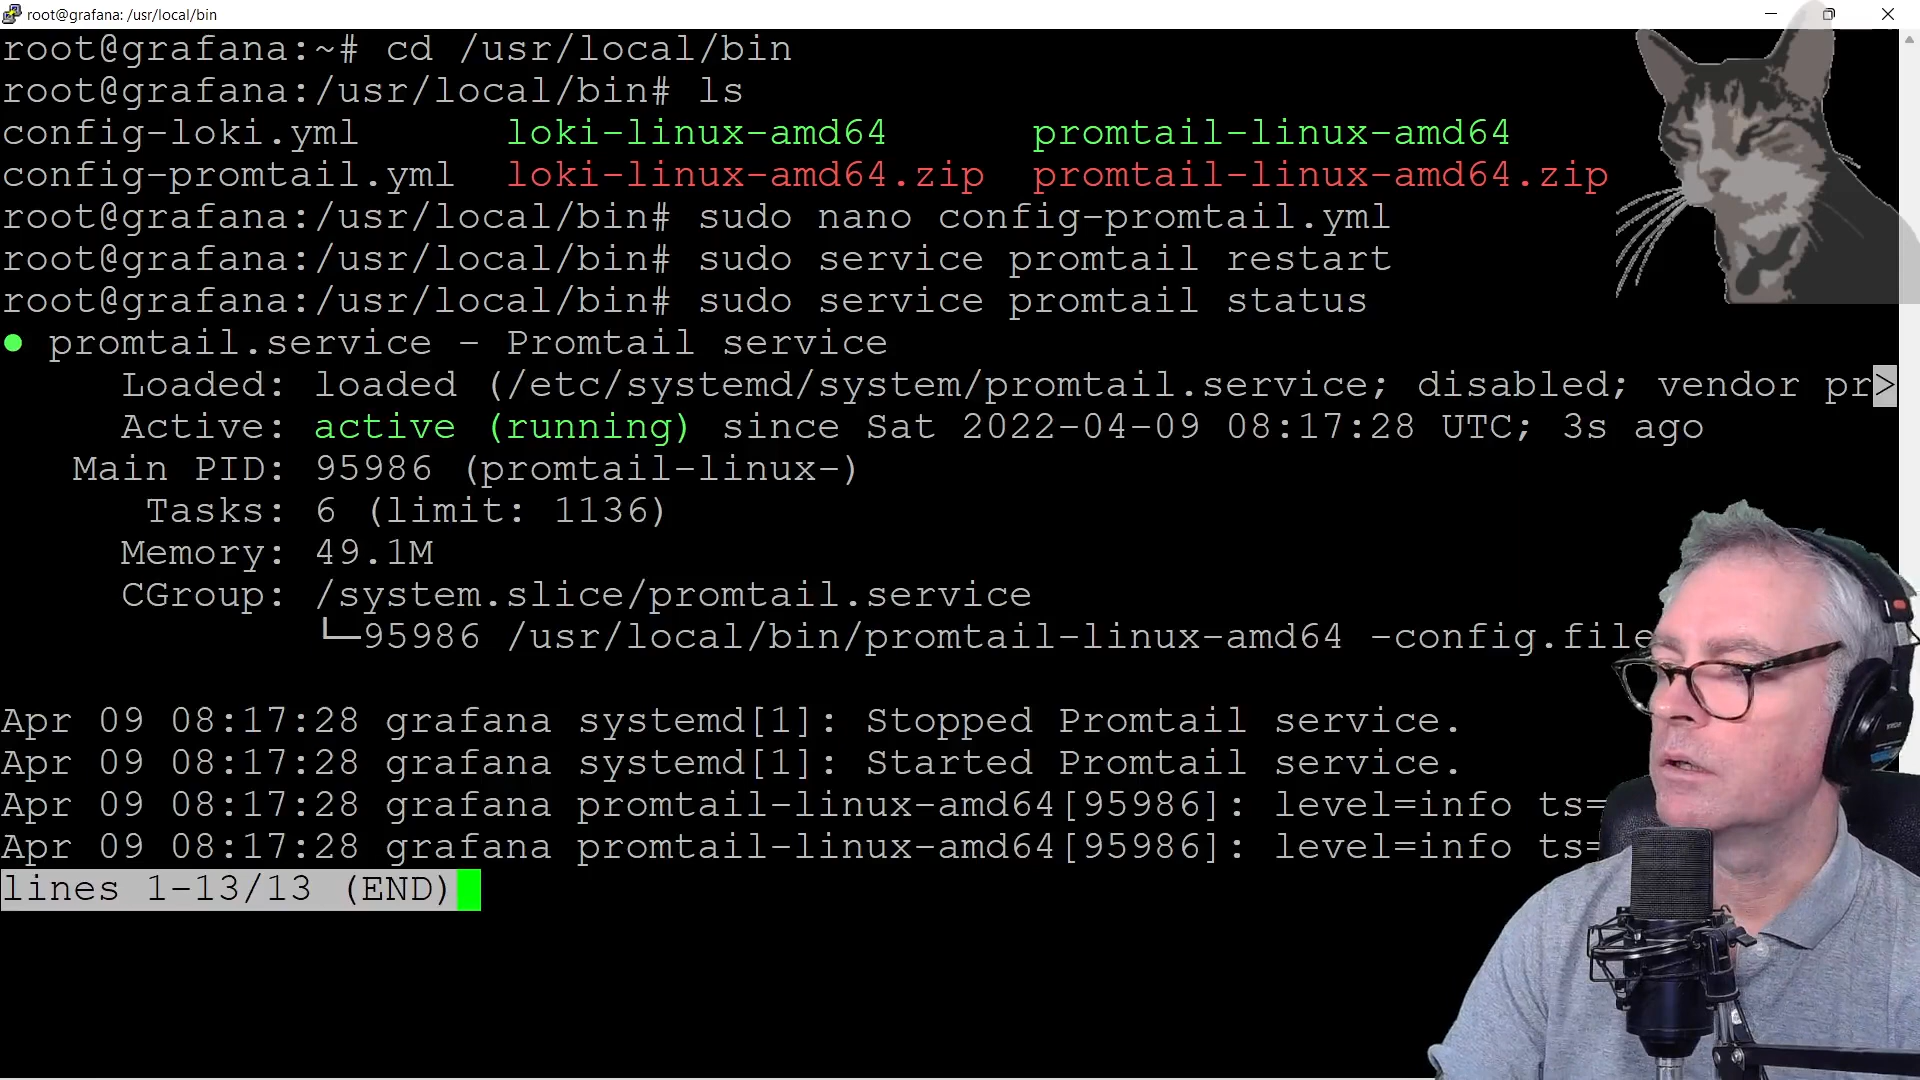 root@grafana: /usr/local/bin
root@grafana:~# cd /usr/local/bin
root@grafana:/usr/local/bin# ls
config-loki.yml loki-linux-amd64 promtail-linux-amd64
config-promtail.yml loki-linux-amd64.zip promtail-linux-amd64.zip
root@grafana:/usr/local/bin# sudo nano config-promtail.yml
root@grafana:/usr/local/bin# sudo service promtail restart
root@grafana:/usr/local/bin# sudo service promtail status
● promtail.service - Promtail service
Loaded: loaded (/etc/systemd/system/promtail.service; disabled; vendor pr>
Active: active (running) since Sat 2022-04-09 08:17:28 UTC; 3s ago
Main PID: 95986 (promtail-linux-)
Tasks: 6 (limit: 1136)
Memory: 49.1M
CGroup: /system.slice/promtail.service
└─95986 /usr/local/bin/promtail-linux-amd64 -config.file
Apr 09 08:17:28 grafana systemd[1]: Stopped Promtail service.
Apr 09 08:17:28 grafana systemd[1]: Started Promtail service.
Apr 09 08:17:28 grafana promtail-linux-amd64[95986]: level=info ts=
Apr 09 08:17:28 grafana promtail-linux-amd64[95986]: level=info ts=
lines 1-13/13 (END)